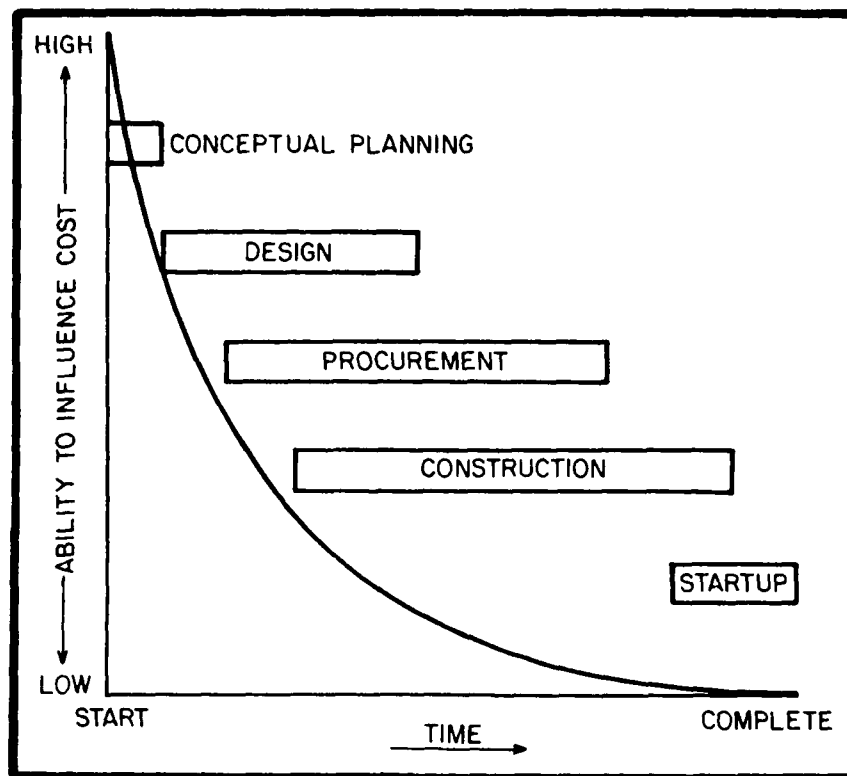 HIGH
CONCEPTUAL PLANNING
DESIGN
PROCUREMENT
CONSTRUCTION
STARTUP
ABILITY TO INFLUENCE COST
LOW
START
COMPLETE
TIME